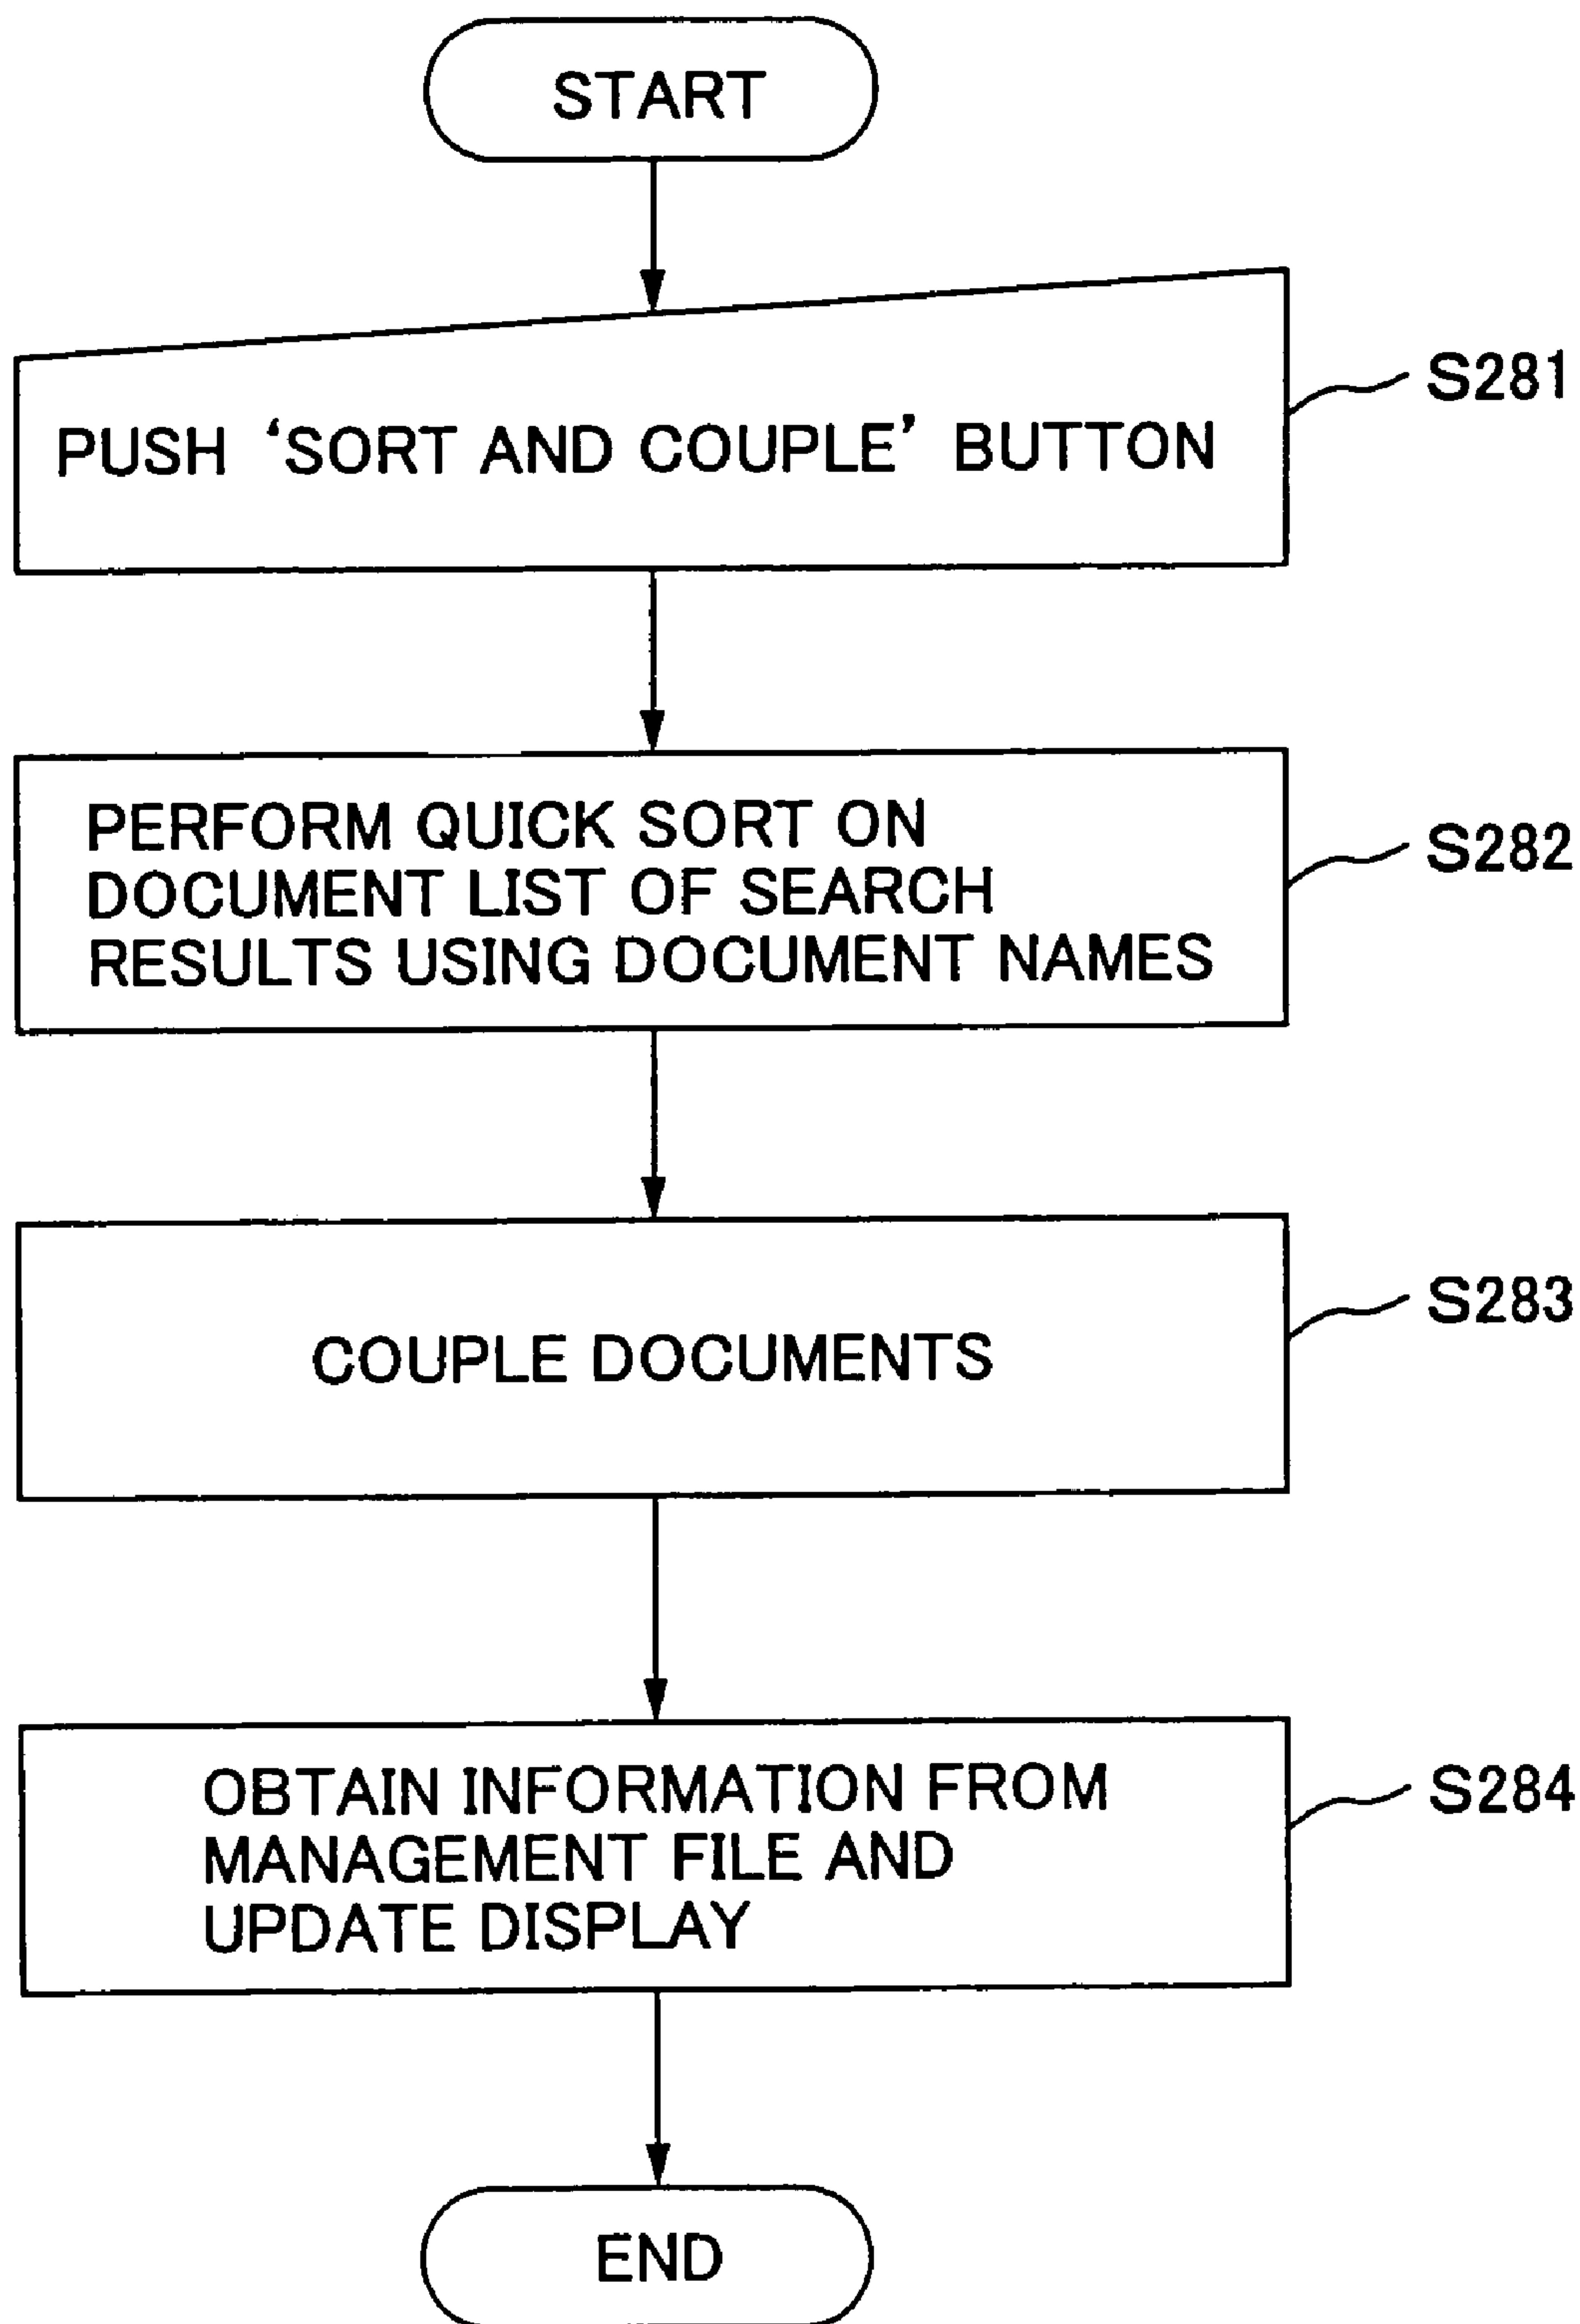 START
PUSH ‘SORT AND COUPLE’ BUTTON
S281
PERFORM QUICK SORT ON
DOCUMENT LIST OF SEARCH
RESULTS USING DOCUMENT NAMES
S282
COUPLE DOCUMENTS
S283
OBTAIN INFORMATION FROM
MANAGEMENT FILE AND
UPDATE DISPLAY
S284
END